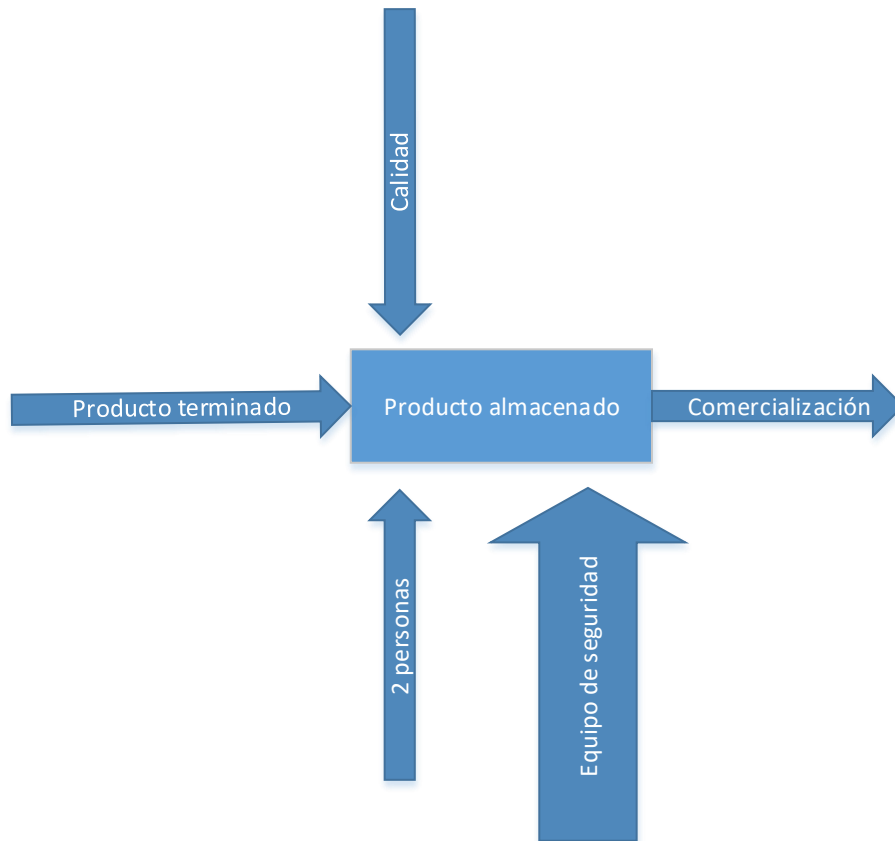 Calidad
Producto terminado
Producto almacenado
Comercialización
2 personas
Equipo de seguridad